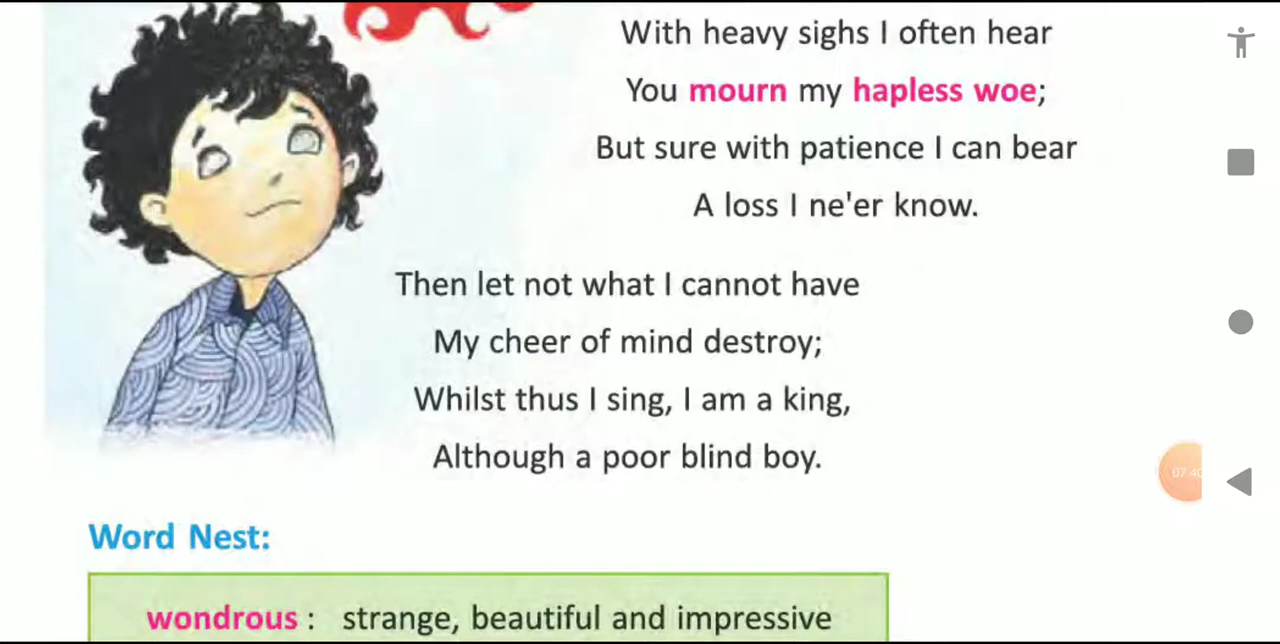 With heavy sighs I often hear
You mourn my hapless woe;
But sure with patience I can bear
A loss I ne'er know.
Then let not what I cannot have
My cheer of mind destroy;
Whilst thus I sing, I am a king,
Although a poor blind boy.
Word Nest:
wondrous : strange, beautiful and impressive
07:40